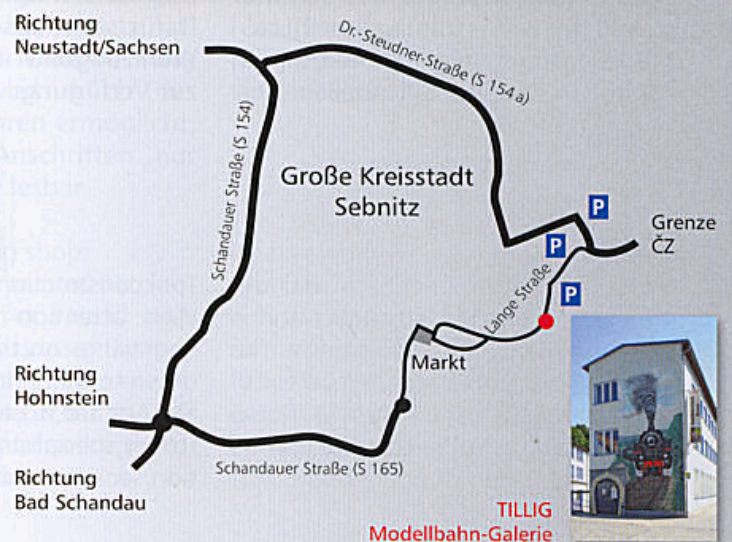 Richtung
Neustadt/Sachsen
Dr.-Steudner-Straße (S 154 a)
Schandauer Straße (S 154)
Große Kreisstadt
Sebnitz
P
Grenze
ČZ
P
P
Lange Straße
Markt
Richtung
Hohnstein
Schandauer Straße (S 165)
Richtung
Bad Schandau
TILLIG
Modellbahn-Galerie